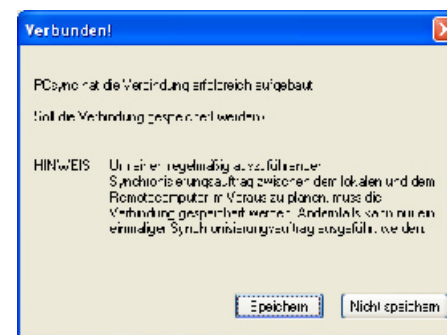 Verbunden!
PCsync hat die Verbindung erfolgreich aufgebaut
Soll die Verbindung gespeichert werden?
HINWEIS Um einen regelmäßig auszuführenden
Synchronisierungsauftrag zwischen dem lokalen und dem
Remotecomputer im Voraus zu planen, muss die
Verbindung gespeichert werden. Andernfalls kann nur ein
einmaliger Synchronisierungsauftrag ausgeführt werden.
Speichern Nicht speichern